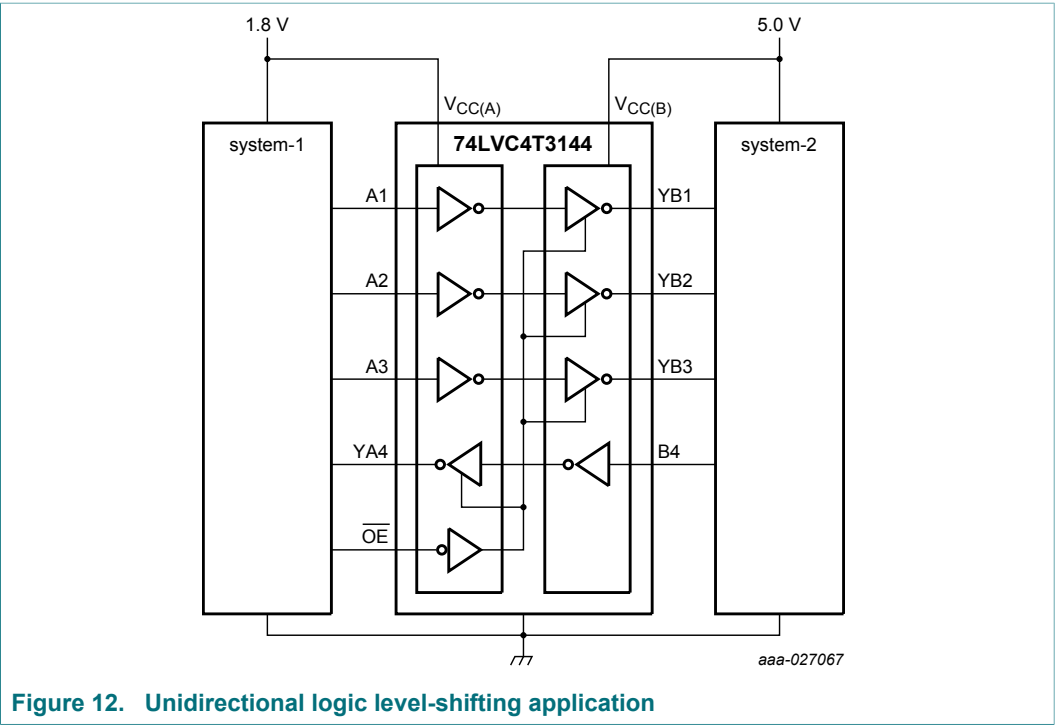 1.8 V
5.0 V
VCC(A)
VCC(B)
system-1
74LVC4T3144
system-2
A1
YB1
A2
YB2
A3
YB3
YA4
B4
OE
aaa-027067
Figure 12. Unidirectional logic level-shifting application